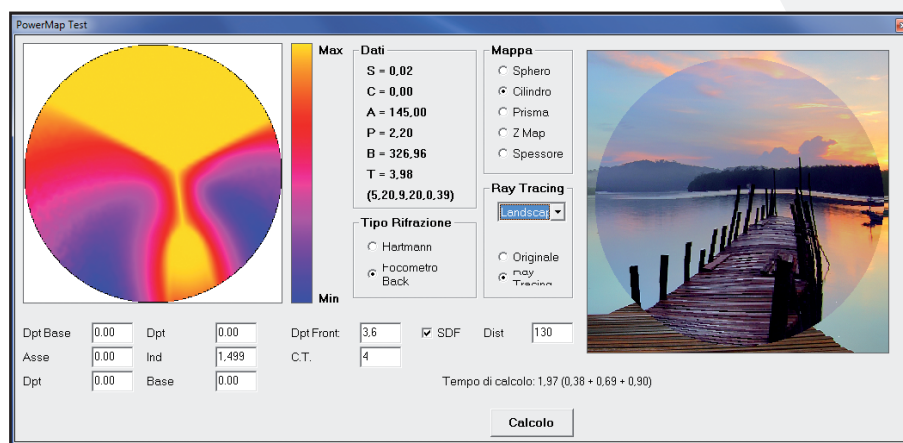 PowerMap Test
Max
Min
Dati
S = 0,02
C = 0,00
A = 145,00
P = 2,20
B = 326,96
T = 3,98
(5,20,9,20,0,39)
Tipo Rifrazione
Hartmann
Focometro
Back
Mappa
Sphero
Cilindro
Prisma
Z Map
Spessore
Ray Tracing
Landscap
Originale
Ray
Tracing
Dpt Base 0.00 Dpt 0.00 Dpt Front: 3,6 SDF Dist 130
Asse 0.00 Ind 1,499 C.T. 4
Dpt 0.00 Base 0.00
Tempo di calcolo: 1,97 (0,38 + 0,69 + 0,90)
Calcolo